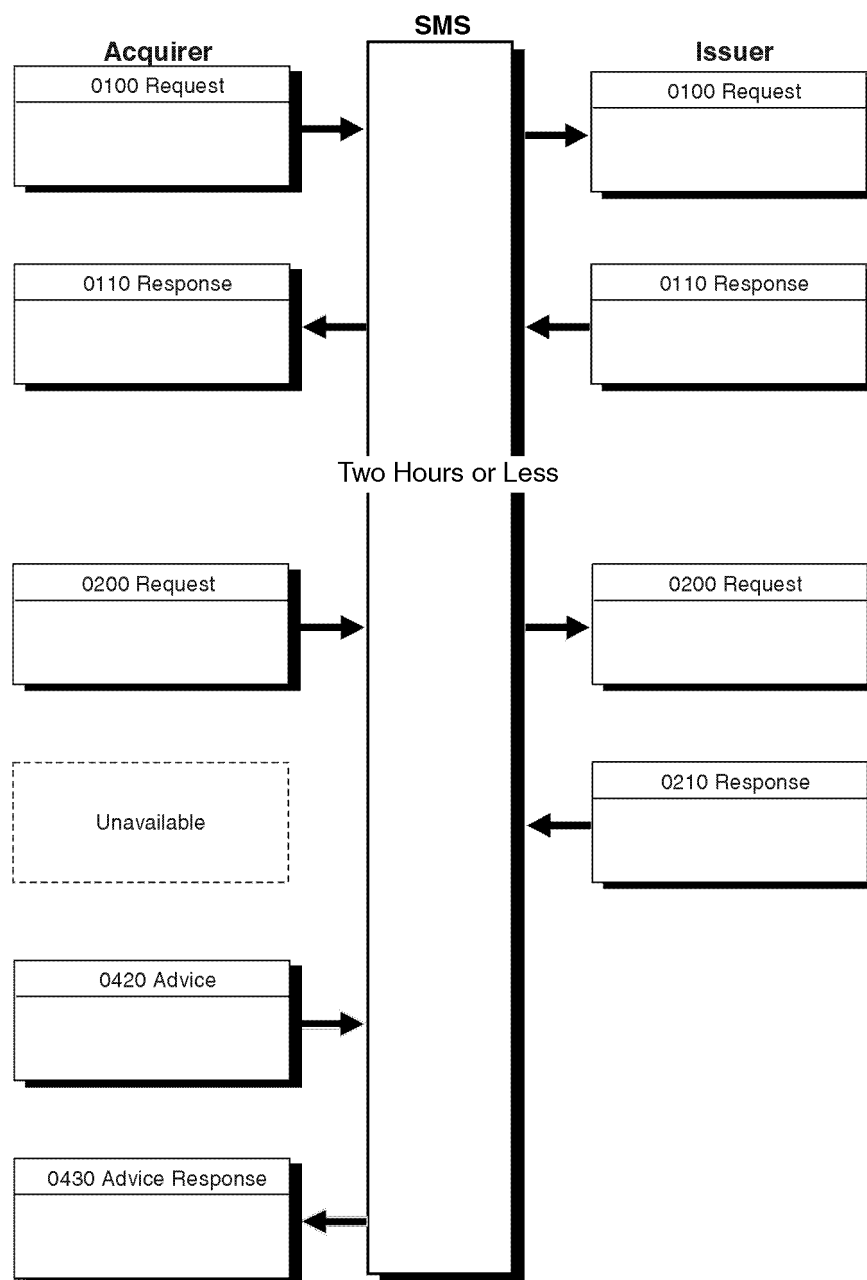 SMS
Acquirer
Issuer
0100 Request
0100 Request
0110 Response
0110 Response
Two Hours or Less
0200 Request
0200 Request
Unavailable
0210 Response
0420 Advice
0430 Advice Response